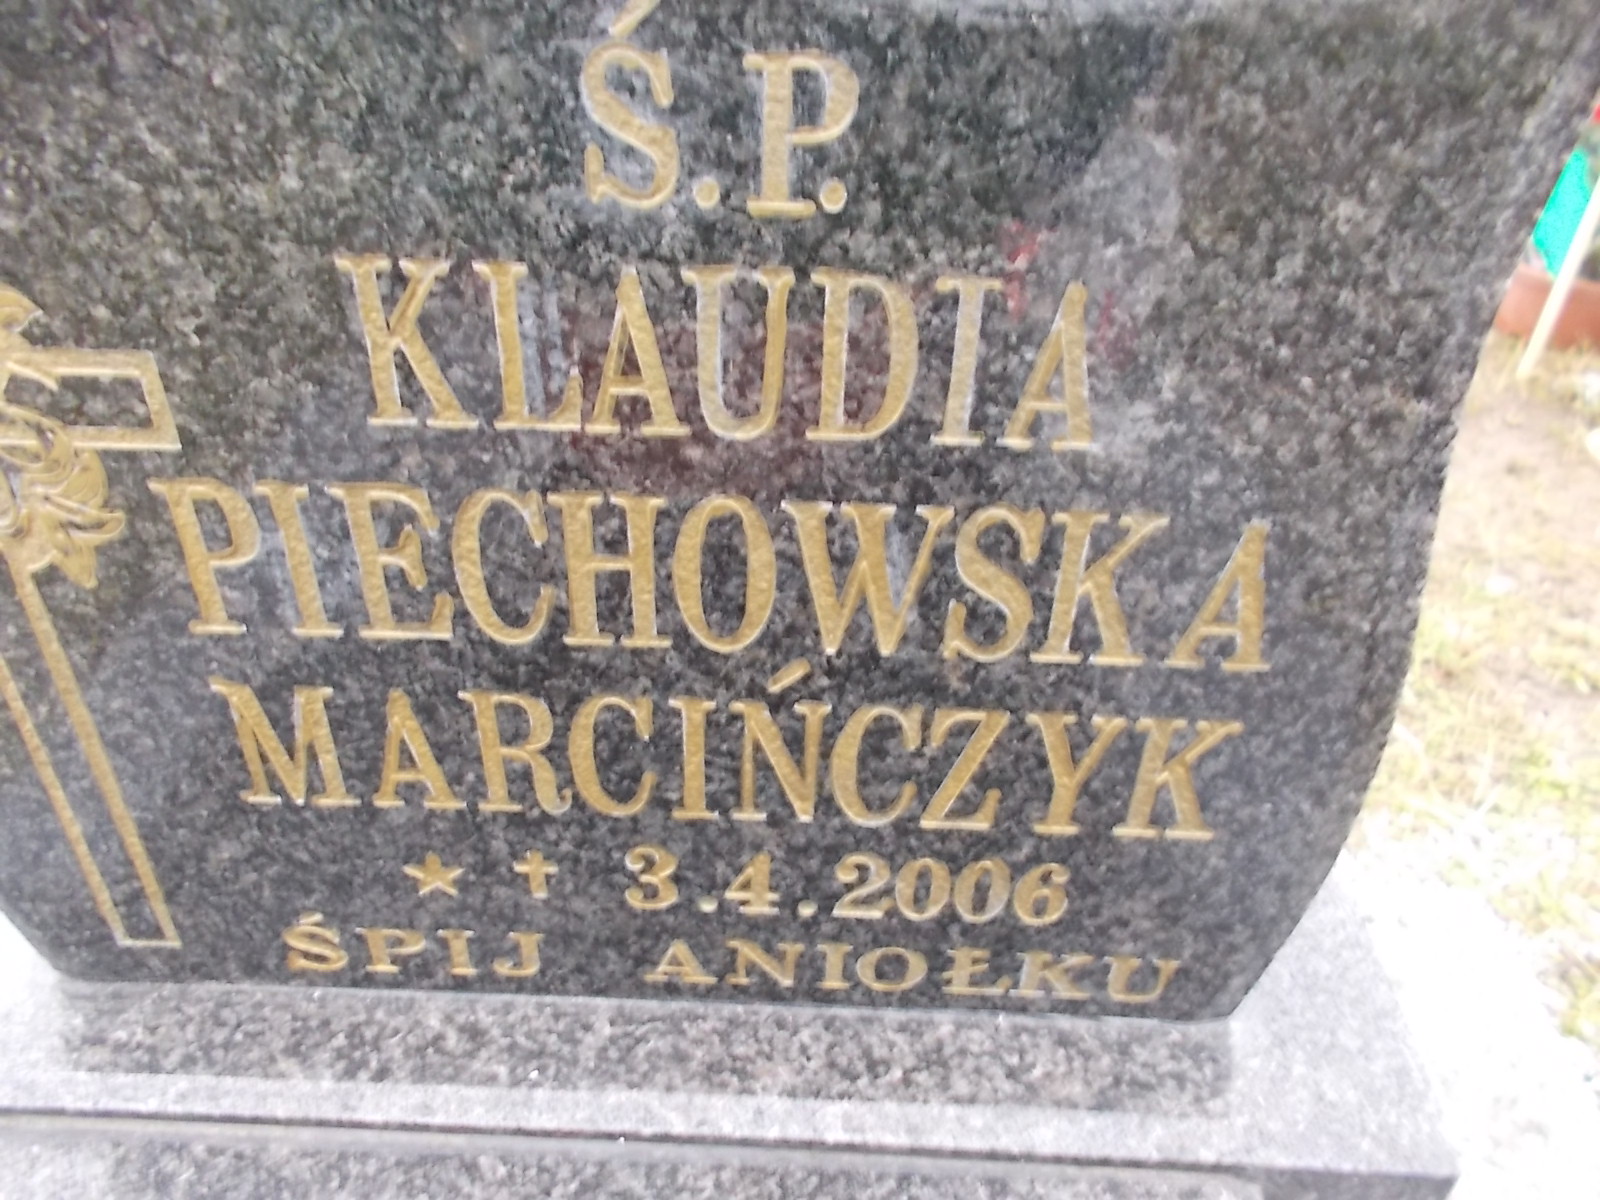 Ś.P.
KLAUDIA
PIECHOWSKA
MARCIŃCZYK
★ ✝ 3.4.2006
ŚPIJ ANIOŁKU